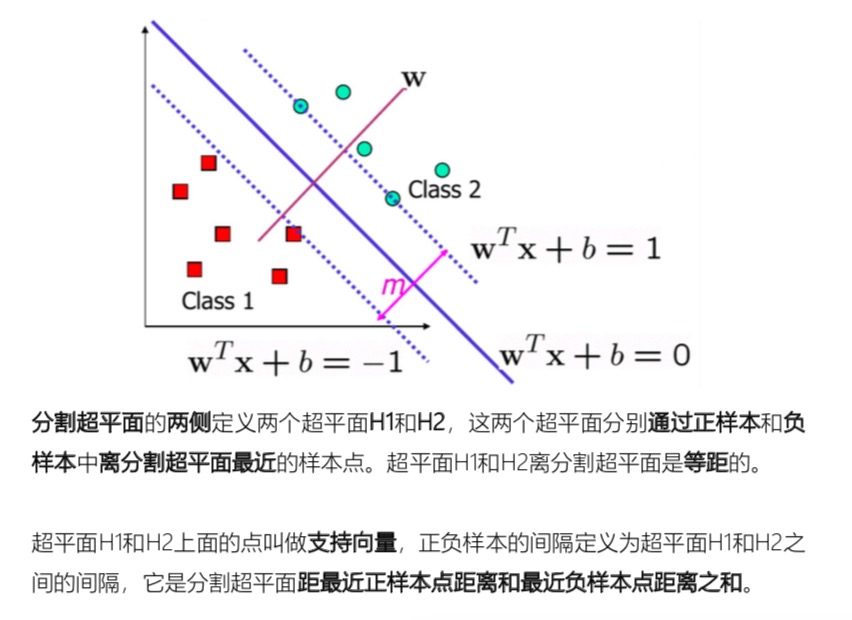 w
Class 2
wᵀx + b = 1
m
Class 1
wᵀx + b = −1
wᵀx + b = 0
分割超平面的两侧定义两个超平面H1和H2，这两个超平面分别通过正样本和负
样本中离分割超平面最近的样本点。超平面H1和H2离分割超平面是等距的。
超平面H1和H2上面的点叫做支持向量，正负样本的间隔定义为超平面H1和H2之
间的间隔，它是分割超平面距最近正样本点距离和最近负样本点距离之和。